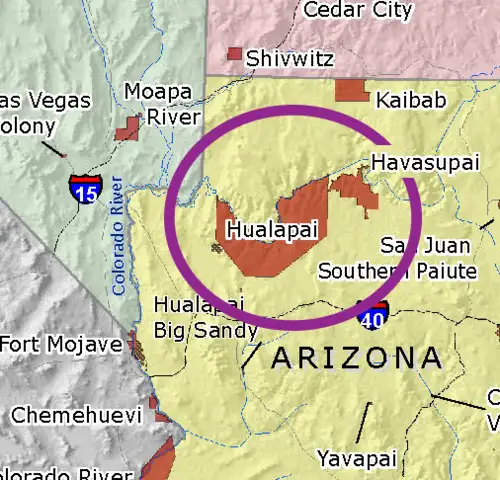 Cedar City
Shivwitz
as Vegas
olony
Moapa
River
Kaibab
Havasupai
15
Colorado River
Hualapai
San Juan
Southern Paiute
Hualapai
Big Sandy
40
Fort Mojave
ARIZONA
Chemehuevi
C
V
Yavapai
olorado River